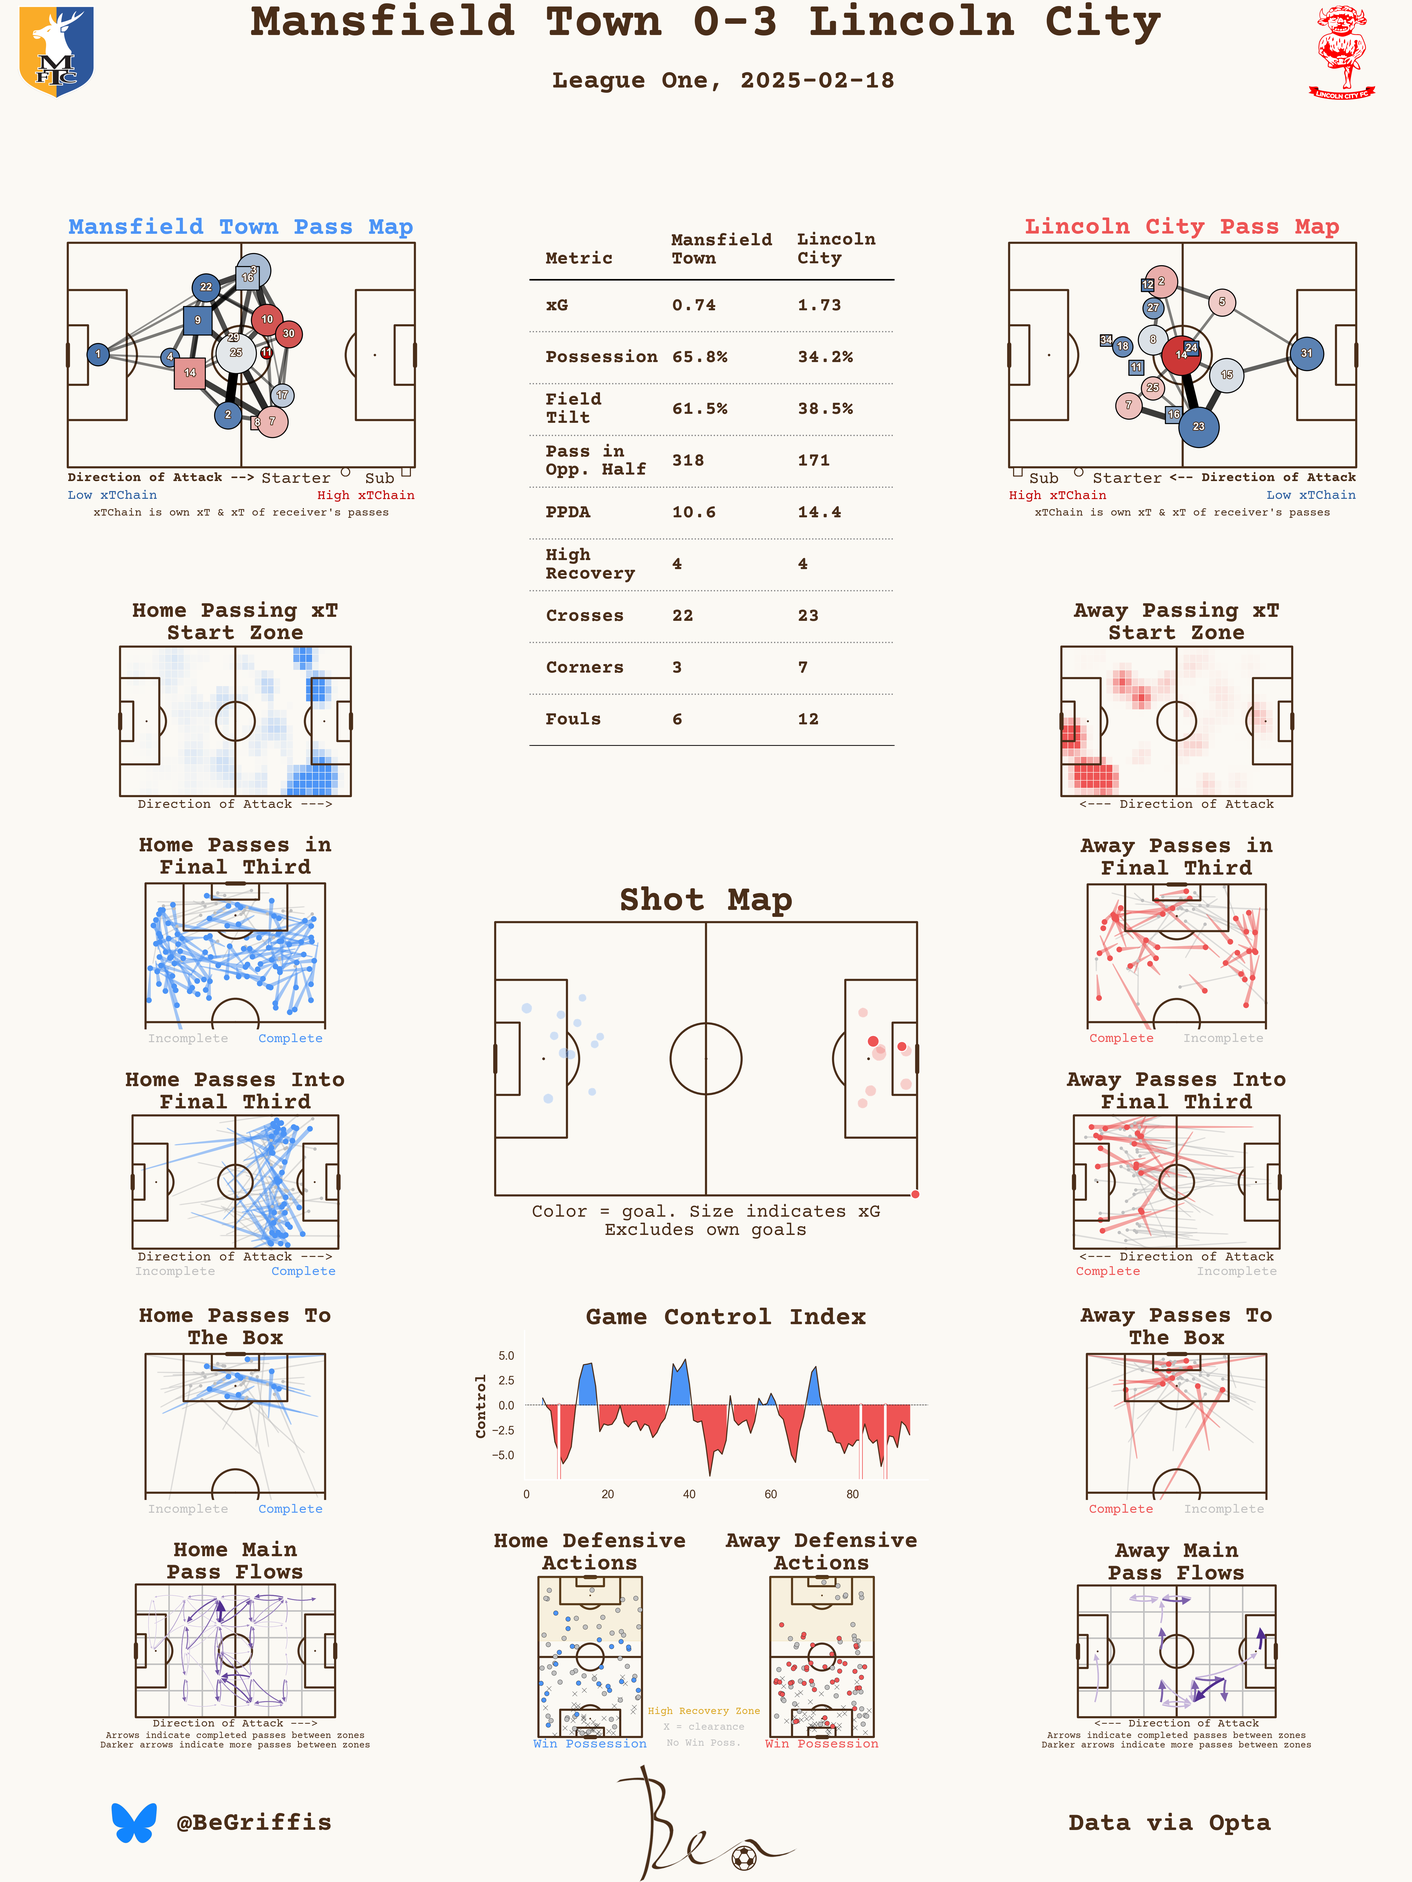 Mansfield Town 0-3 Lincoln City
League One, 2025-02-18
MFTC
LINCOLN CITY FC
Mansfield Town Pass Map
3
16
22
9
10
30
29
25
11
1
4
14
17
2
8
7
Direction of Attack --> Starter Sub
Low xTChain High xTChain
xTChain is own xT & xT of receiver's passes
Metric Mansfield Town Lincoln City
xG 0.74 1.73
Possession 65.8% 34.2%
Field Tilt 61.5% 38.5%
Pass in Opp. Half 318 171
PPDA 10.6 14.4
High Recovery 4 4
Crosses 22 23
Corners 3 7
Fouls 6 12
Lincoln City Pass Map
12
2
27
5
34
18
8
14
24
31
11
15
25
7
16
23
Sub Starter <-- Direction of Attack
High xTChain Low xTChain
xTChain is own xT & xT of receiver's passes
Home Passing xT
Start Zone
Direction of Attack --->
Away Passing xT
Start Zone
<--- Direction of Attack
Home Passes in
Final Third
Incomplete Complete
Away Passes in
Final Third
Complete Incomplete
Shot Map
Color = goal. Size indicates xG
Excludes own goals
Home Passes Into
Final Third
Direction of Attack --->
Incomplete Complete
Away Passes Into
Final Third
<--- Direction of Attack
Complete Incomplete
Home Passes To
The Box
Incomplete Complete
Game Control Index
Control
5.0
2.5
0.0
−2.5
−5.0
0 20 40 60 80
Away Passes To
The Box
Complete Incomplete
Home Main
Pass Flows
Direction of Attack --->
Arrows indicate completed passes between zones
Darker arrows indicate more passes between zones
Home Defensive
Actions
Win Possession
High Recovery Zone
X = clearance
No Win Poss.
Away Defensive
Actions
Win Possession
Away Main
Pass Flows
<--- Direction of Attack
Arrows indicate completed passes between zones
Darker arrows indicate more passes between zones
@BeGriffis
Ben
Data via Opta